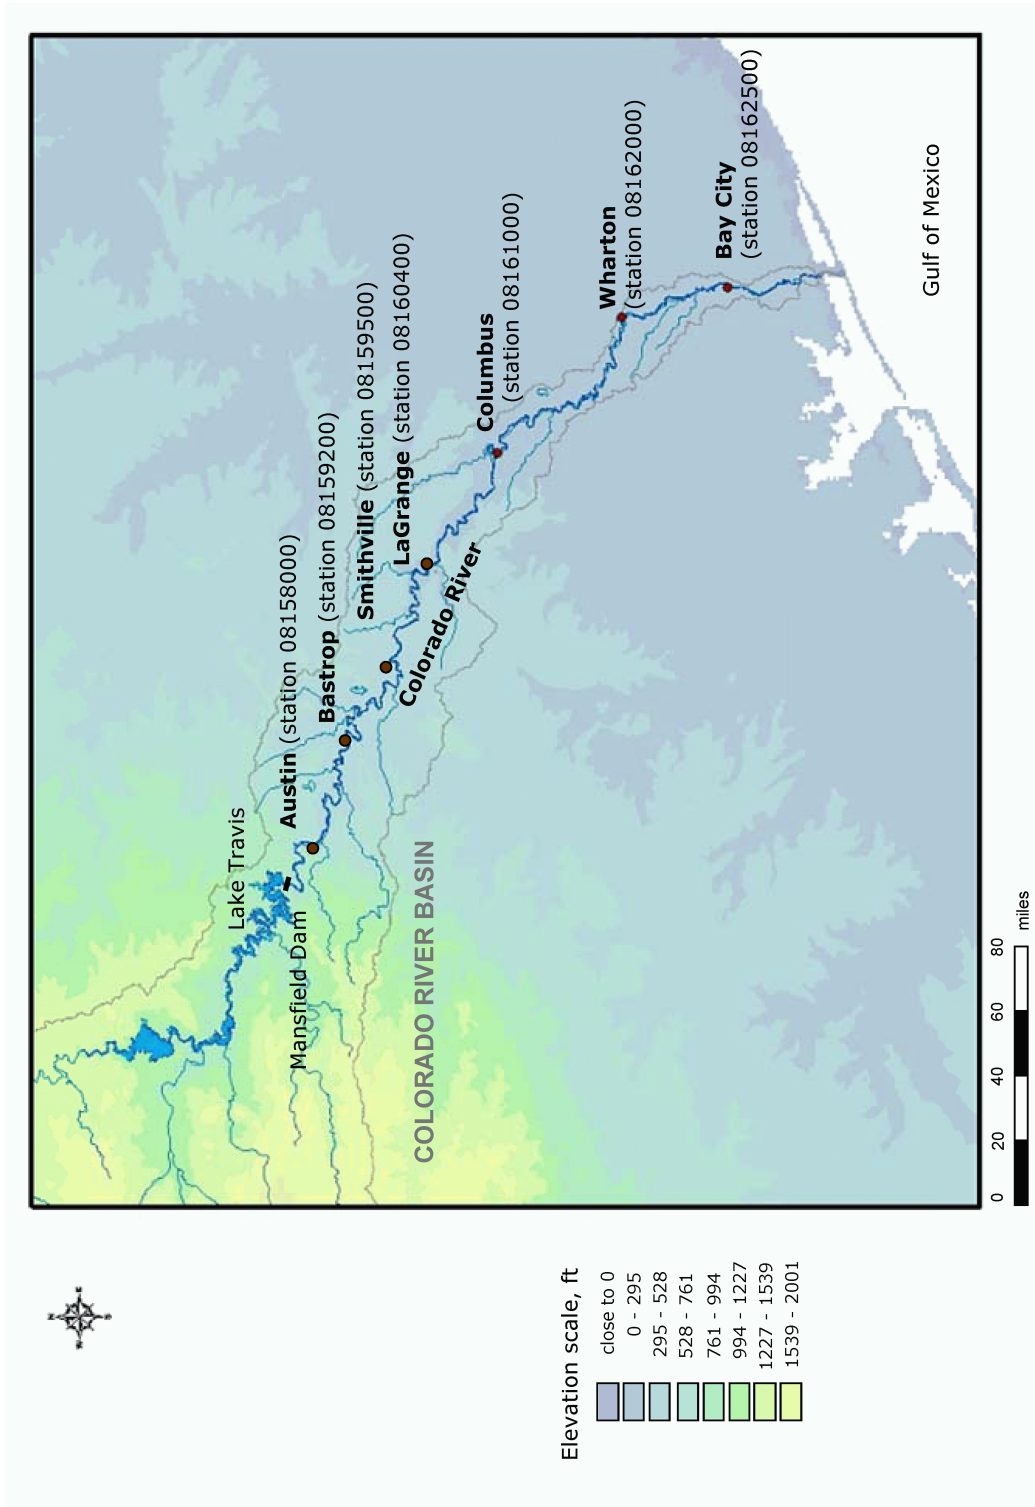 Lake Travis
Austin (station 08158000)
Mansfield Dam
Bastrop (station 08159200)
Smithville (station 08159500)
LaGrange (station 08160400)
COLORADO RIVER BASIN
Colorado River
Columbus
(station 08161000)
Wharton
(station 08162000)
Bay City
(station 08162500)
Gulf of Mexico
0 20 40 60 80
miles
Elevation scale, ft
close to 0
0 - 295
295 - 528
528 - 761
761 - 994
994 - 1227
1227 - 1539
1539 - 2001